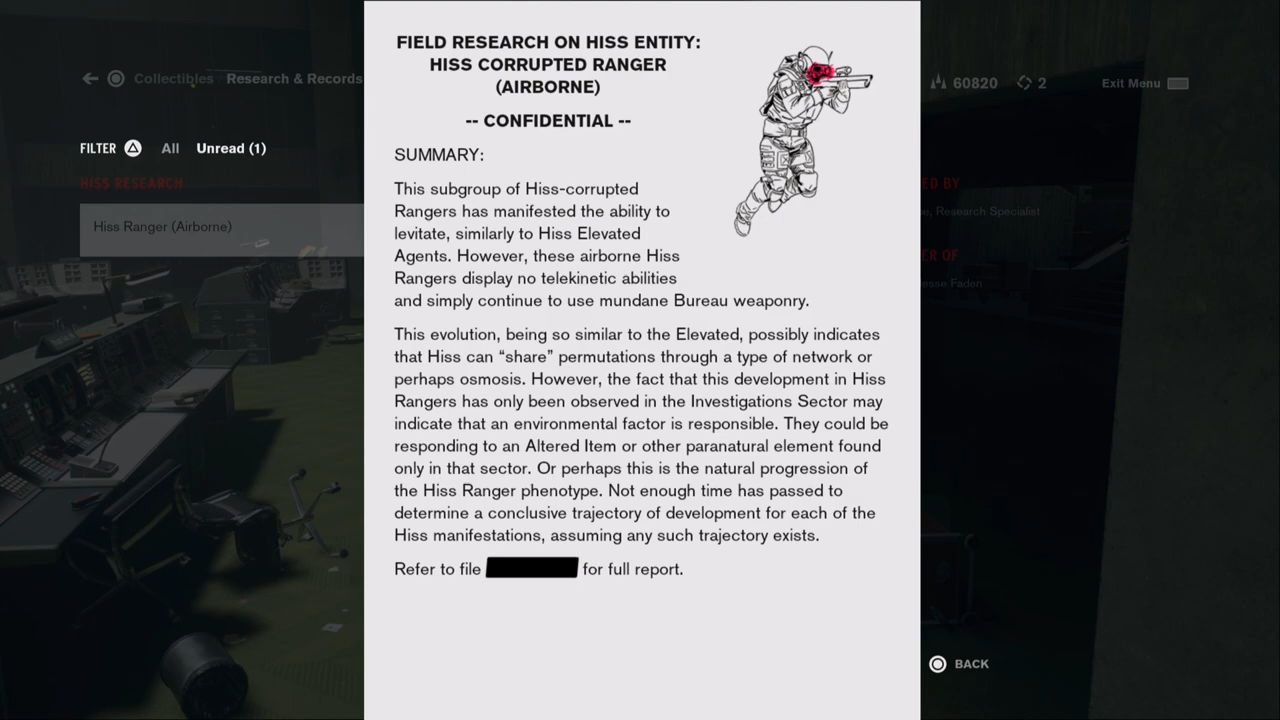 FIELD RESEARCH ON HISS ENTITY:
HISS CORRUPTED RANGER
(AIRBORNE)
-- CONFIDENTIAL --
SUMMARY:
This subgroup of Hiss-corrupted
Rangers has manifested the ability to
levitate, similarly to Hiss Elevated
Agents. However, these airborne Hiss
Rangers display no telekinetic abilities
and simply continue to use mundane Bureau weaponry.
This evolution, being so similar to the Elevated, possibly indicates
that Hiss can “share” permutations through a type of network or
perhaps osmosis. However, the fact that this development in Hiss
Rangers has only been observed in the Investigations Sector may
indicate that an environmental factor is responsible. They could be
responding to an Altered Item or other paranatural element found
only in that sector. Or perhaps this is the natural progression of
the Hiss Ranger phenotype. Not enough time has passed to
determine a conclusive trajectory of development for each of the
Hiss manifestations, assuming any such trajectory exists.
Refer to file for full report.
Collectibles Research & Records
60820 2 Exit Menu
FILTER All Unread (1)
HISS RESEARCH
Hiss Ranger (Airborne)
ED BY
e, Research Specialist
ER OF
esse Faden
BACK